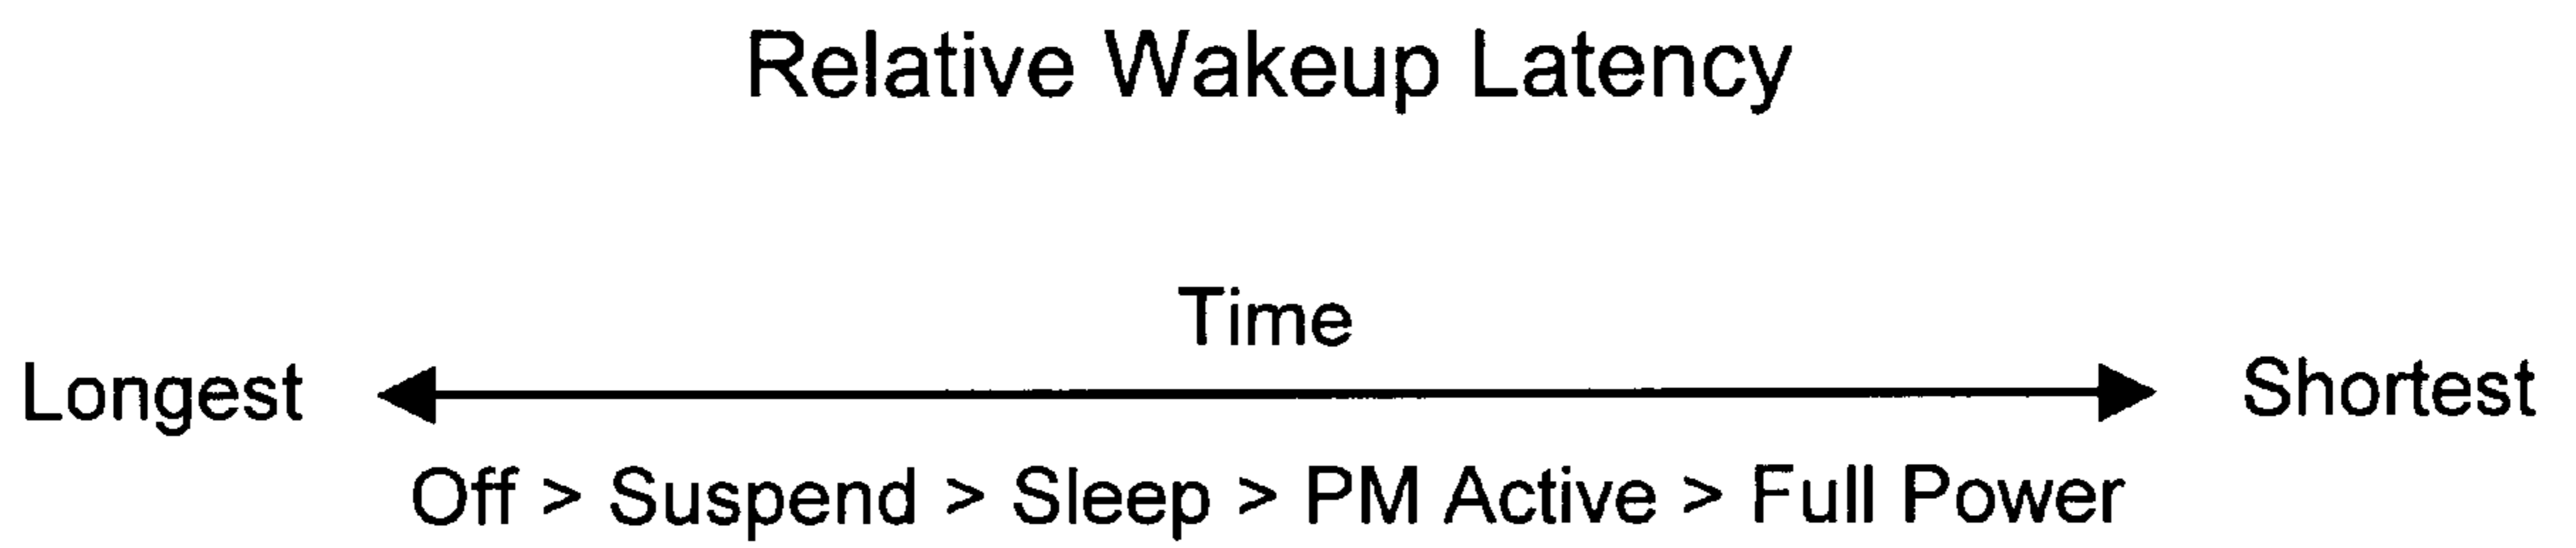 Relative Wakeup Latency
Time
Longest
Shortest
Off > Suspend > Sleep > PM Active > Full Power